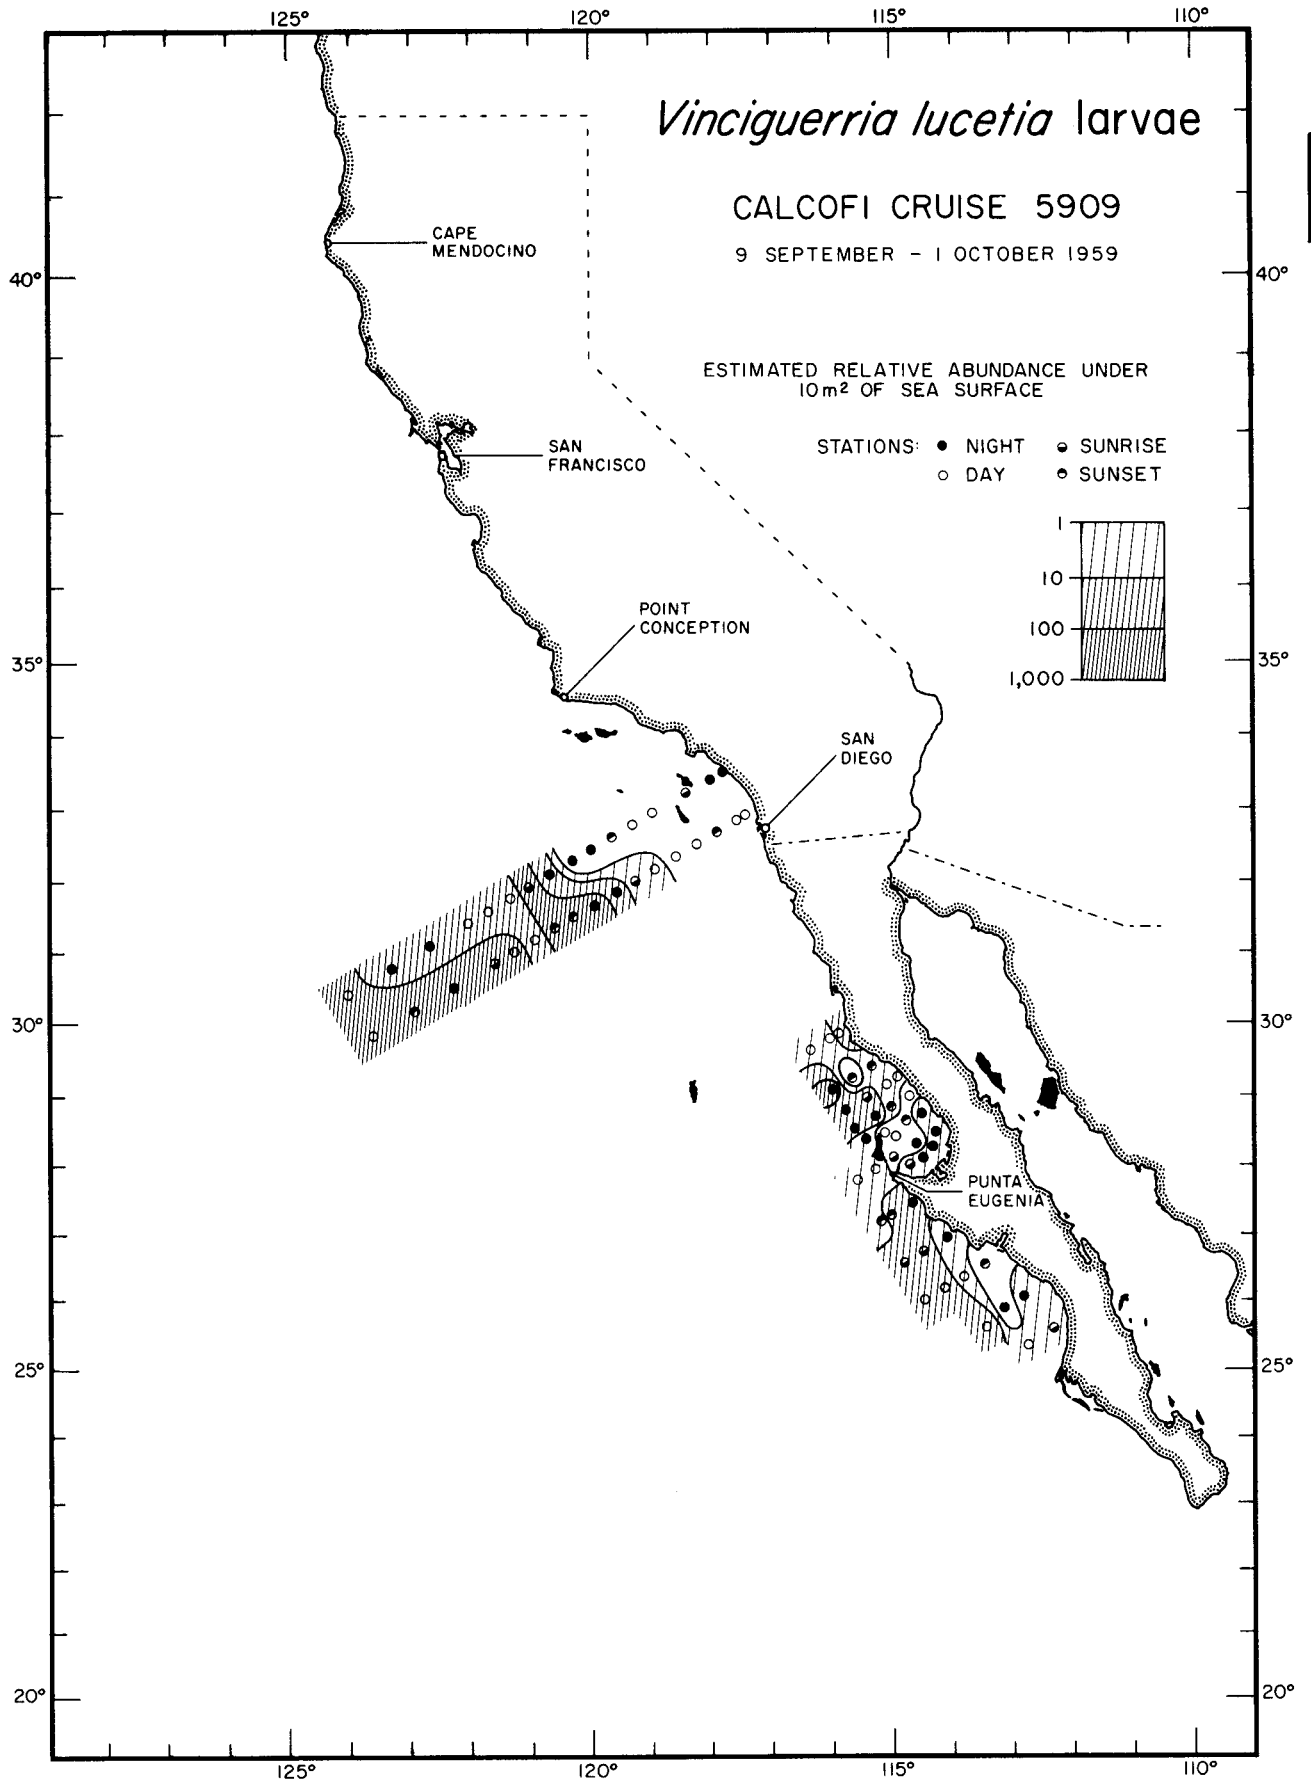 125° 120° 115° 110°
Vinciguerria lucetia larvae
CALCOFI CRUISE 5909
9 SEPTEMBER – 1 OCTOBER 1959
CAPE
MENDOCINO
40° 40°
ESTIMATED RELATIVE ABUNDANCE UNDER
10m² OF SEA SURFACE
STATIONS: NIGHT SUNRISE
DAY SUNSET
SAN
FRANCISCO
1
10
100
1,000
POINT
CONCEPTION
35° 35°
SAN
DIEGO
30° 30°
PUNTA
EUGENIA
25° 25°
20° 20°
125° 120° 115° 110°